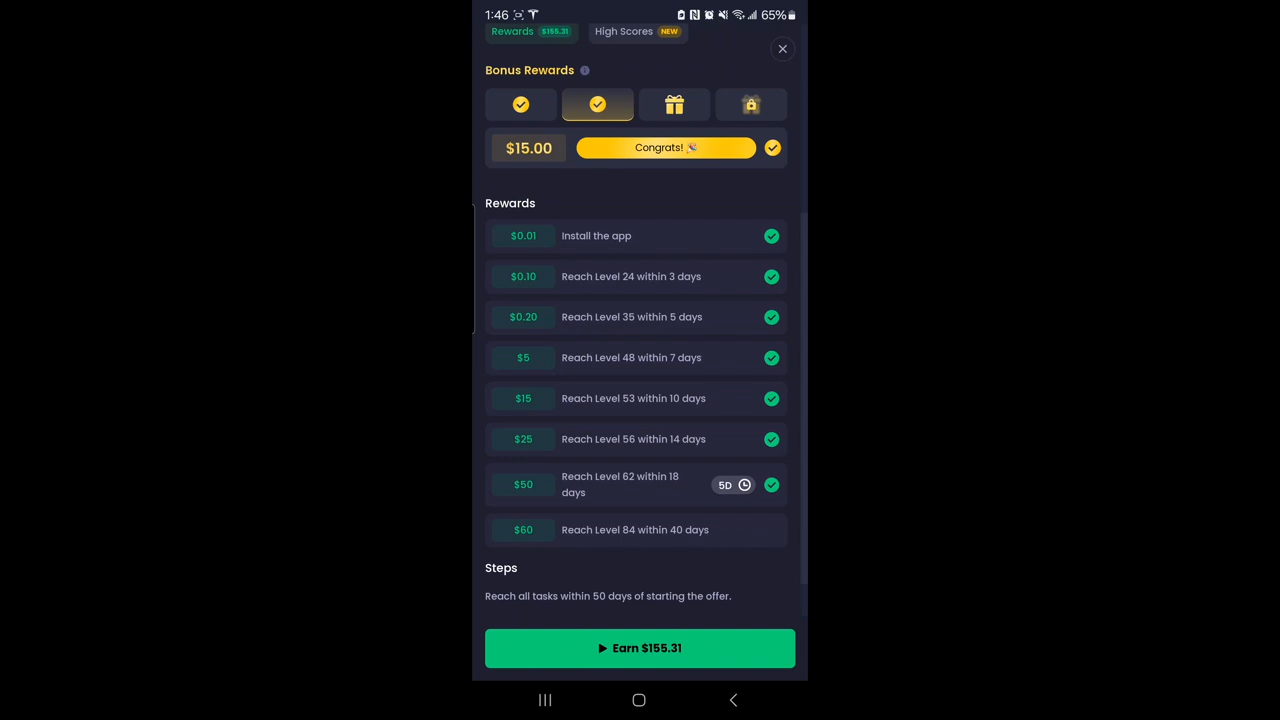 1:46
65%
Rewards $155.31 High Scores NEW
Bonus Rewards
$15.00 Congrats! 🎉
Rewards
$0.01 Install the app
$0.10 Reach Level 24 within 3 days
$0.20 Reach Level 35 within 5 days
$5 Reach Level 48 within 7 days
$15 Reach Level 53 within 10 days
$25 Reach Level 56 within 14 days
$50 Reach Level 62 within 18
days
5D
$60 Reach Level 84 within 40 days
Steps
Reach all tasks within 50 days of starting the offer.
Earn $155.31